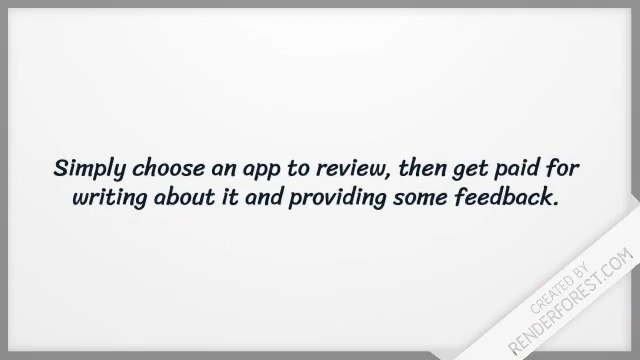 Simply choose an app to review, then get paid for
writing about it and providing some feedback.
CREATED BY
RENDERFOREST.COM